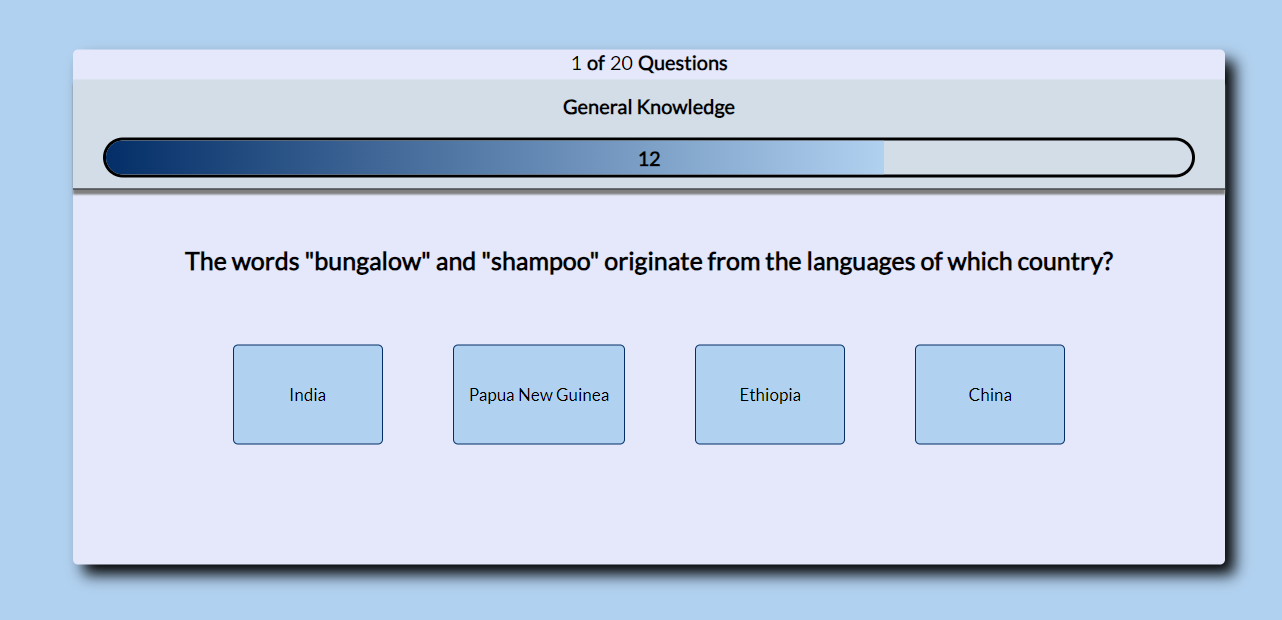 1 of 20 Questions
General Knowledge
12
The words "bungalow" and "shampoo" originate from the languages of which country?
India
Papua New Guinea
Ethiopia
China